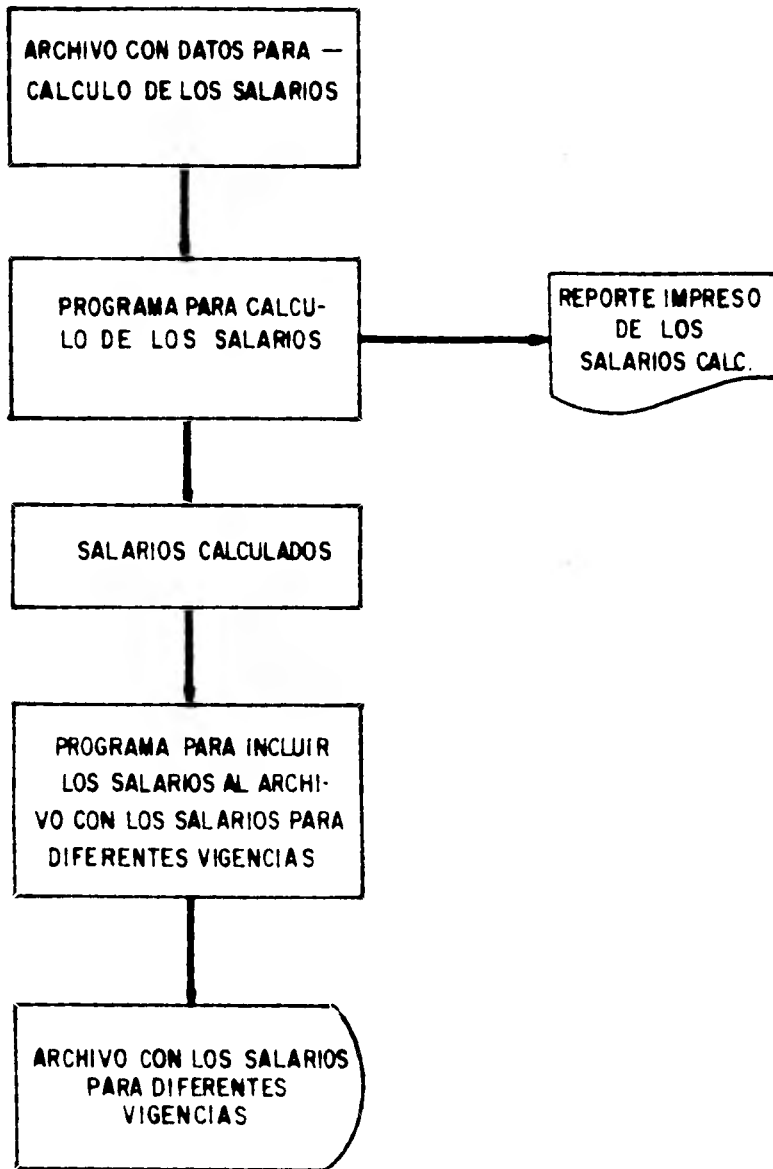 ARCHIVO CON DATOS PARA —
CALCULO DE LOS SALARIOS
PROGRAMA PARA CALCU-
LO DE LOS SALARIOS
REPORTE IMPRESO
DE LOS
SALARIOS CALC.
SALARIOS CALCULADOS
PROGRAMA PARA INCLUIR
LOS SALARIOS AL ARCHI-
VO CON LOS SALARIOS PARA
DIFERENTES VIGENCIAS
ARCHIVO CON LOS SALARIOS
PARA DIFERENTES
VIGENCIAS